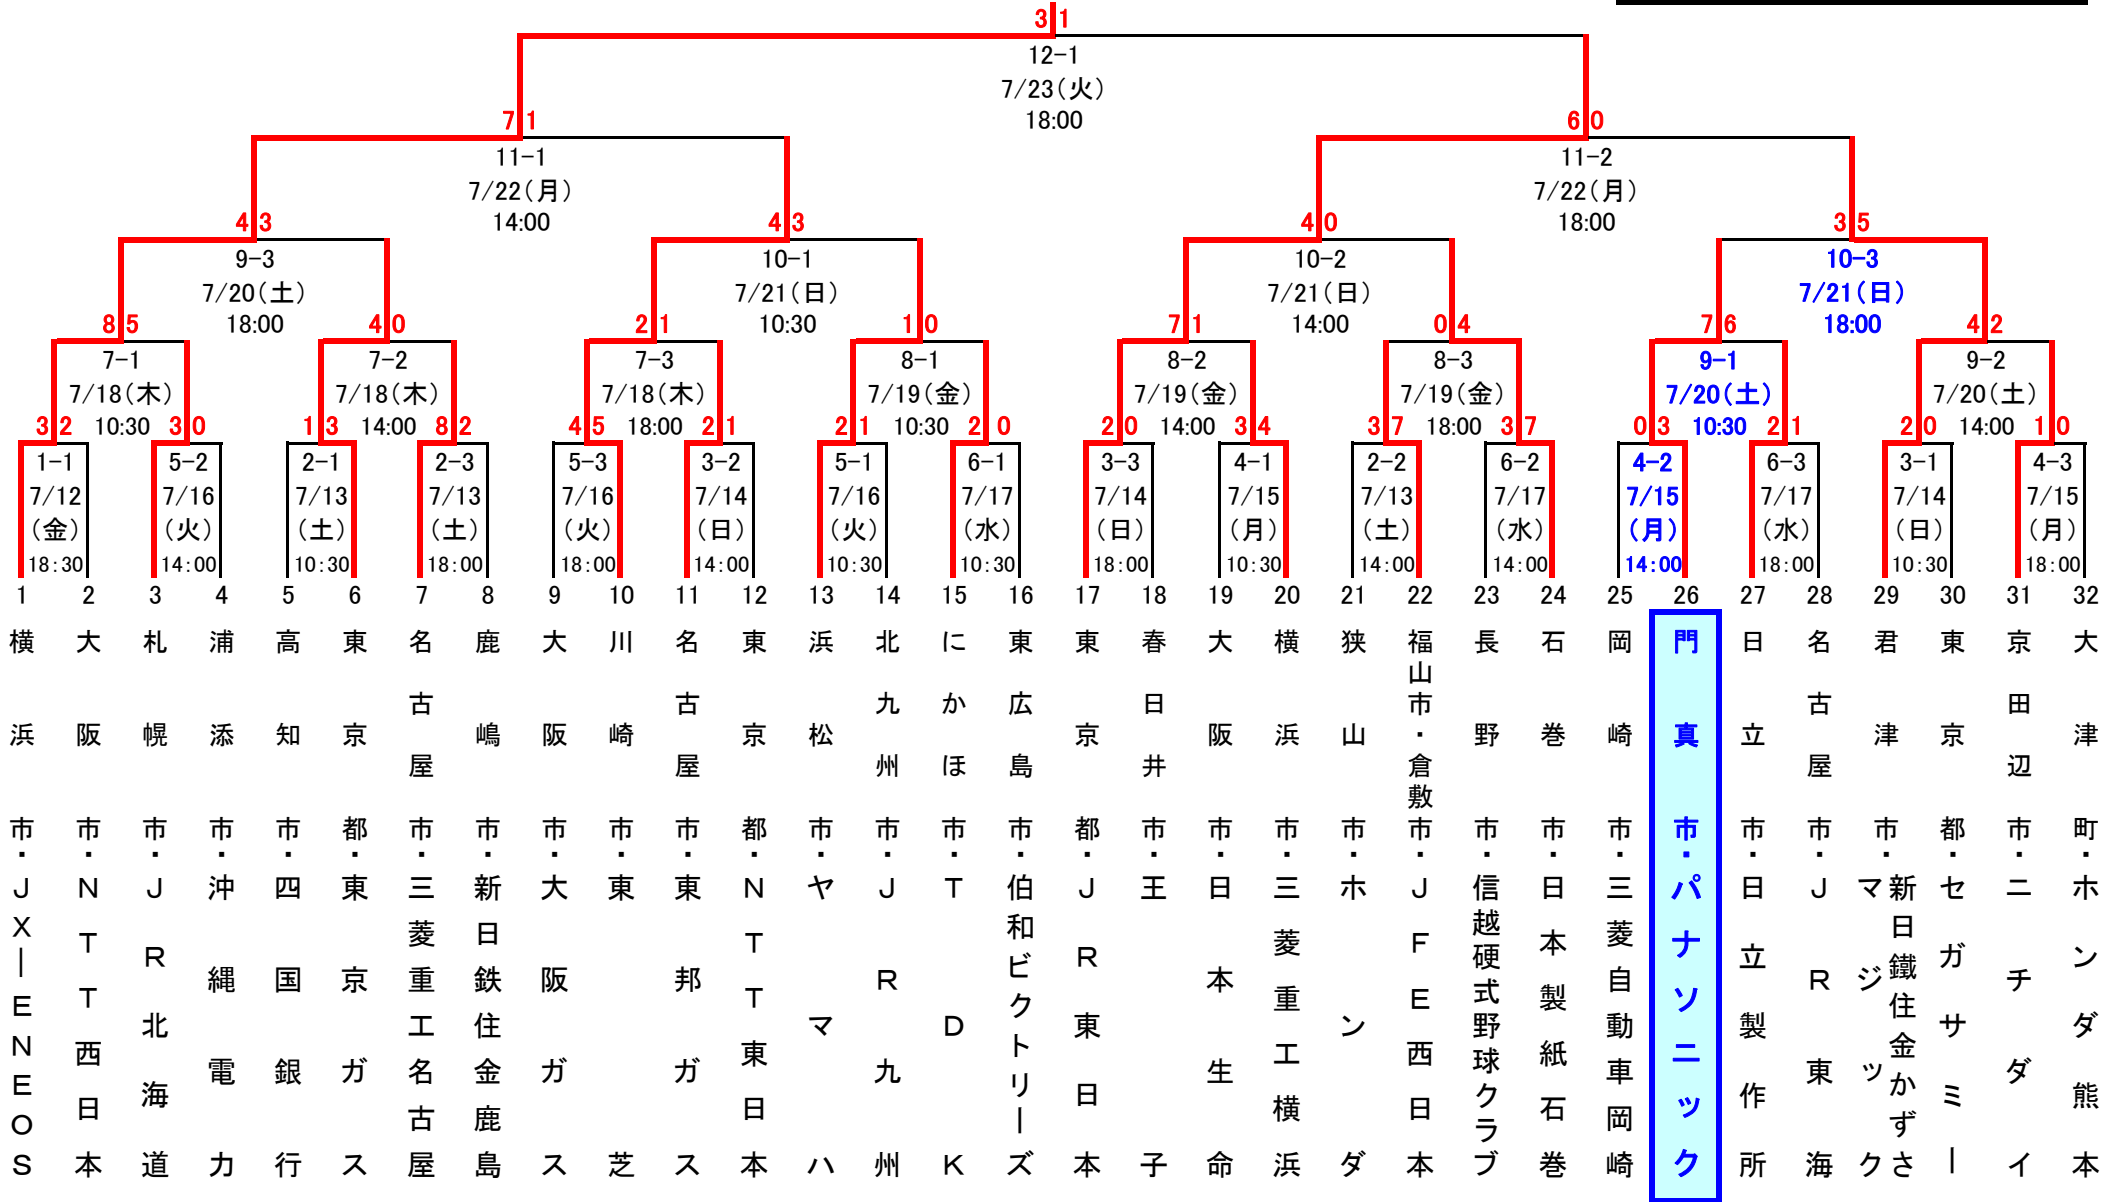 3 1
12-1
7/23(火)
18:00
7 1
6 0
11-1
7/22(月)
14:00
11-2
7/22(月)
18:00
4 3
4 3
4 0
3 5
9-3
7/20(土)
18:00
10-1
7/21(日)
10:30
10-2
7/21(日)
14:00
10-3
7/21(日)
18:00
8 5
4 0
2 1
1 0
7 1
0 4
7 6
4 2
7-1
7/18(木)
10:30
7-2
7/18(木)
14:00
7-3
7/18(木)
18:00
8-1
7/19(金)
10:30
8-2
7/19(金)
14:00
8-3
7/19(金)
18:00
9-1
7/20(土)
10:30
9-2
7/20(土)
14:00
3 2
3 0
1 3
8 2
4 5
2 1
2 1
2 0
2 0
3 4
3 7
3 7
0 3
2 1
2 0
1 0
1-1
7/12
(金)
18:30
5-2
7/16
(火)
14:00
2-1
7/13
(土)
10:30
2-3
7/13
(土)
18:00
5-3
7/16
(火)
18:00
3-2
7/14
(日)
14:00
5-1
7/16
(火)
10:30
6-1
7/17
(水)
10:30
3-3
7/14
(日)
18:00
4-1
7/15
(月)
10:30
2-2
7/13
(土)
14:00
6-2
7/17
(水)
14:00
4-2
7/15
(月)
14:00
6-3
7/17
(水)
18:00
3-1
7/14
(日)
10:30
4-3
7/15
(月)
18:00
1 2 3 4 5 6 7 8 9 10 11 12 13 14 15 16 17 18 19 20 21 22 23 24 25 26 27 28 29 30 31 32
横浜市・JX―ENEOS
大阪市・NTT西日本
札幌市・JR北海道
浦添市・沖縄電力
高知市・四国銀行
東京都・東京ガス
名古屋市・三菱重工名古屋
鹿嶋市・新日鉄住金鹿島
大阪市・大阪ガス
川崎市・東芝
名古屋市・東邦ガス
東京都・NTT東日本
浜松市・ヤマハ
北九州市・JR九州
にかほ市・TDK
東広島市・伯和ビクトリーズ
東京都・JR東日本
春日井市・王子
大阪市・日本生命
横浜市・三菱重工横浜
狭山市・ホンダ
福山市・倉敷市・JFE西日本
長野市・信越硬式野球クラブ
石巻市・日本製紙石巻
岡崎市・三菱自動車岡崎
門真市・パナソニック
日立市・日立製作所
名古屋市・JR東海
君津市・新日鐵住金かずさマジック
東京都・セガサミー
京田辺市・ニチダイ
大津町・ホンダ熊本